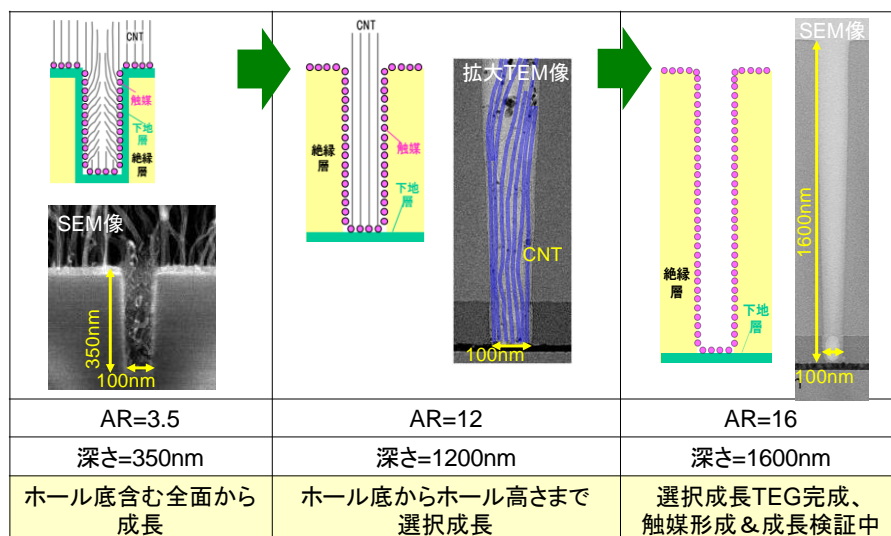 CNT
触媒
下地
層
絶縁
層
SEM像
350nm
100nm
CNT
絶縁
層
触媒
下地
層
拡大TEM像
CNT
100nm
絶縁
層
下地
層
SEM像
1600nm
100nm
AR=3.5
AR=12
AR=16
深さ=350nm
深さ=1200nm
深さ=1600nm
ホール底含む全面から
成長
ホール底からホール高さまで
選択成長
選択成長TEG完成、
触媒形成&成長検証中